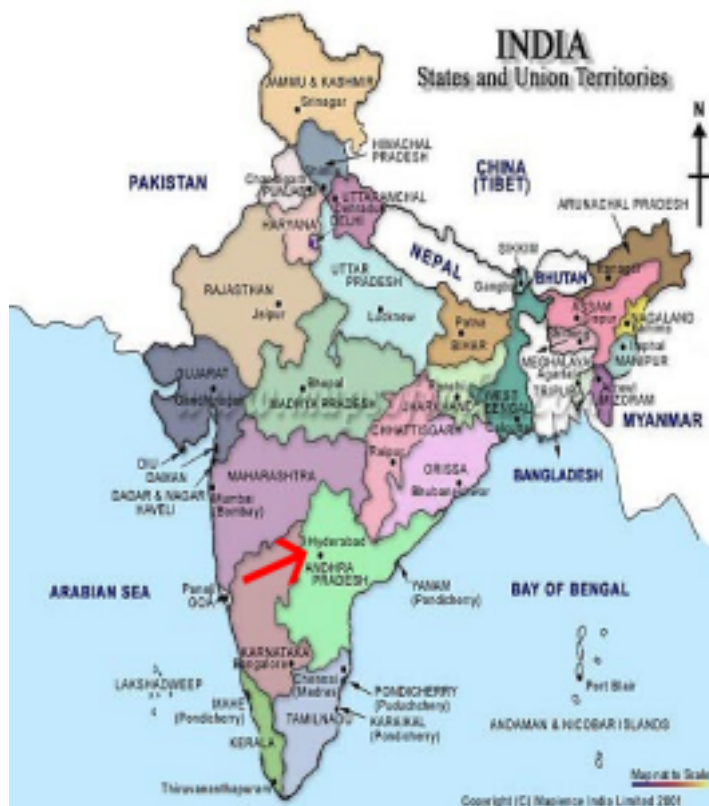 INDIA
States and Union Territories
N
JAMMU & KASHMIR
Srinagar
HIMACHAL
PRADESH
CHINA
(TIBET)
PAKISTAN
Chandigarh
(PUNJAB)
UTTARANCHAL
Dehradun
ARUNACHAL PRADESH
HARYANA
DELHI
NEPAL
SIKKIM
BHUTAN
UTTAR
PRADESH
RAJASTHAN
Jaipur
Lucknow
ASSAM
NAGALAND
Patna
BIHAR
Imphal
MANIPUR
MEGHALAYA
Agartala
TRIPURA
MIZORAM
GUJARAT
Gandhinagar
Bhopal
MADHYA PRADESH
JHARKHAND
WEST
BENGAL
MYANMAR
CHHATTISGARH
Raipur
DIU
DAMAN
DADAR & NAGAR
HAVELI
MAHARASHTRA
ORISSA
Bhubaneswar
BANGLADESH
Mumbai
(Bombay)
Hyderabad
ANDHRA
PRADESH
ARABIAN SEA
Panaji
GOA
YANAM
(Pondicherry)
BAY OF BENGAL
KARNATAKA
Bangalore
LAKSHADWEEP
Chennai
(Madras)
PONDICHERRY
(Puduchcherry)
Port Blair
MAHE
(Pondicherry)
TAMILNADU
KARAIKAL
(Pondicherry)
ANDAMAN & NICOBAR ISLANDS
KERALA
Thiruvananthapuram
Map not to Scale
Copyright (C) Mapience India Limited 2001